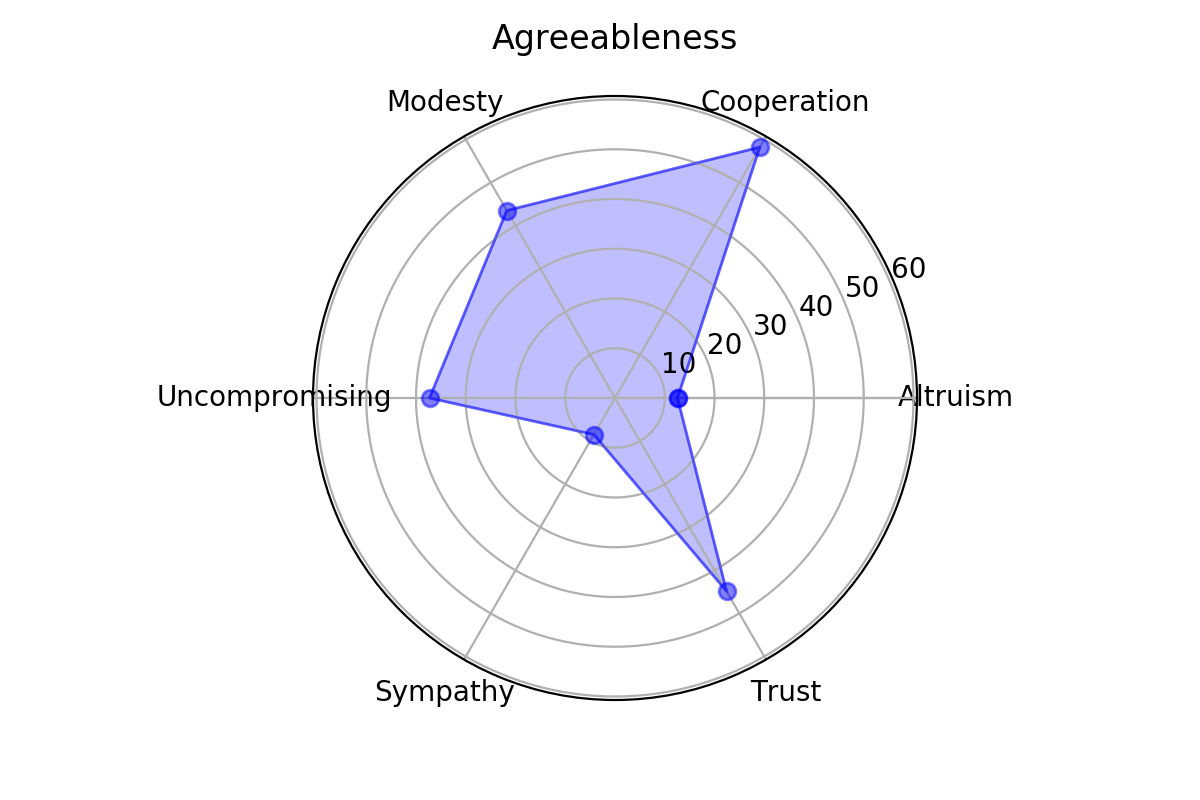 Agreeableness
Modesty
Cooperation
60
50
40
30
20
10
Uncompromising
Altruism
Sympathy
Trust